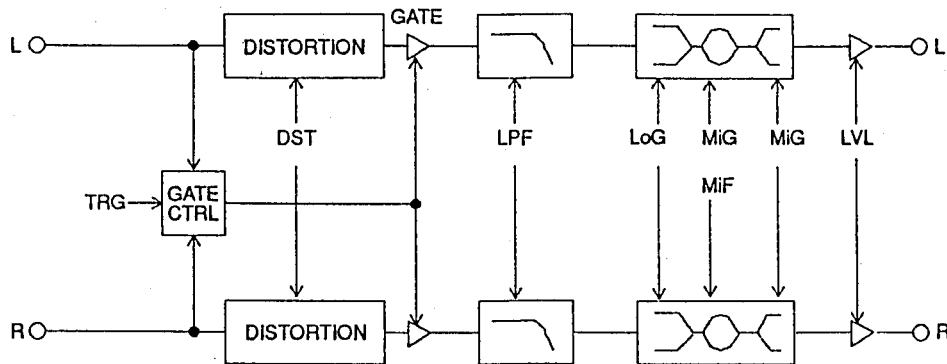 GATE
L
DISTORTION
L
DST
LPF
LoG
MiG
MiG
LVL
MiF
TRG
GATE
CTRL
R
DISTORTION
R